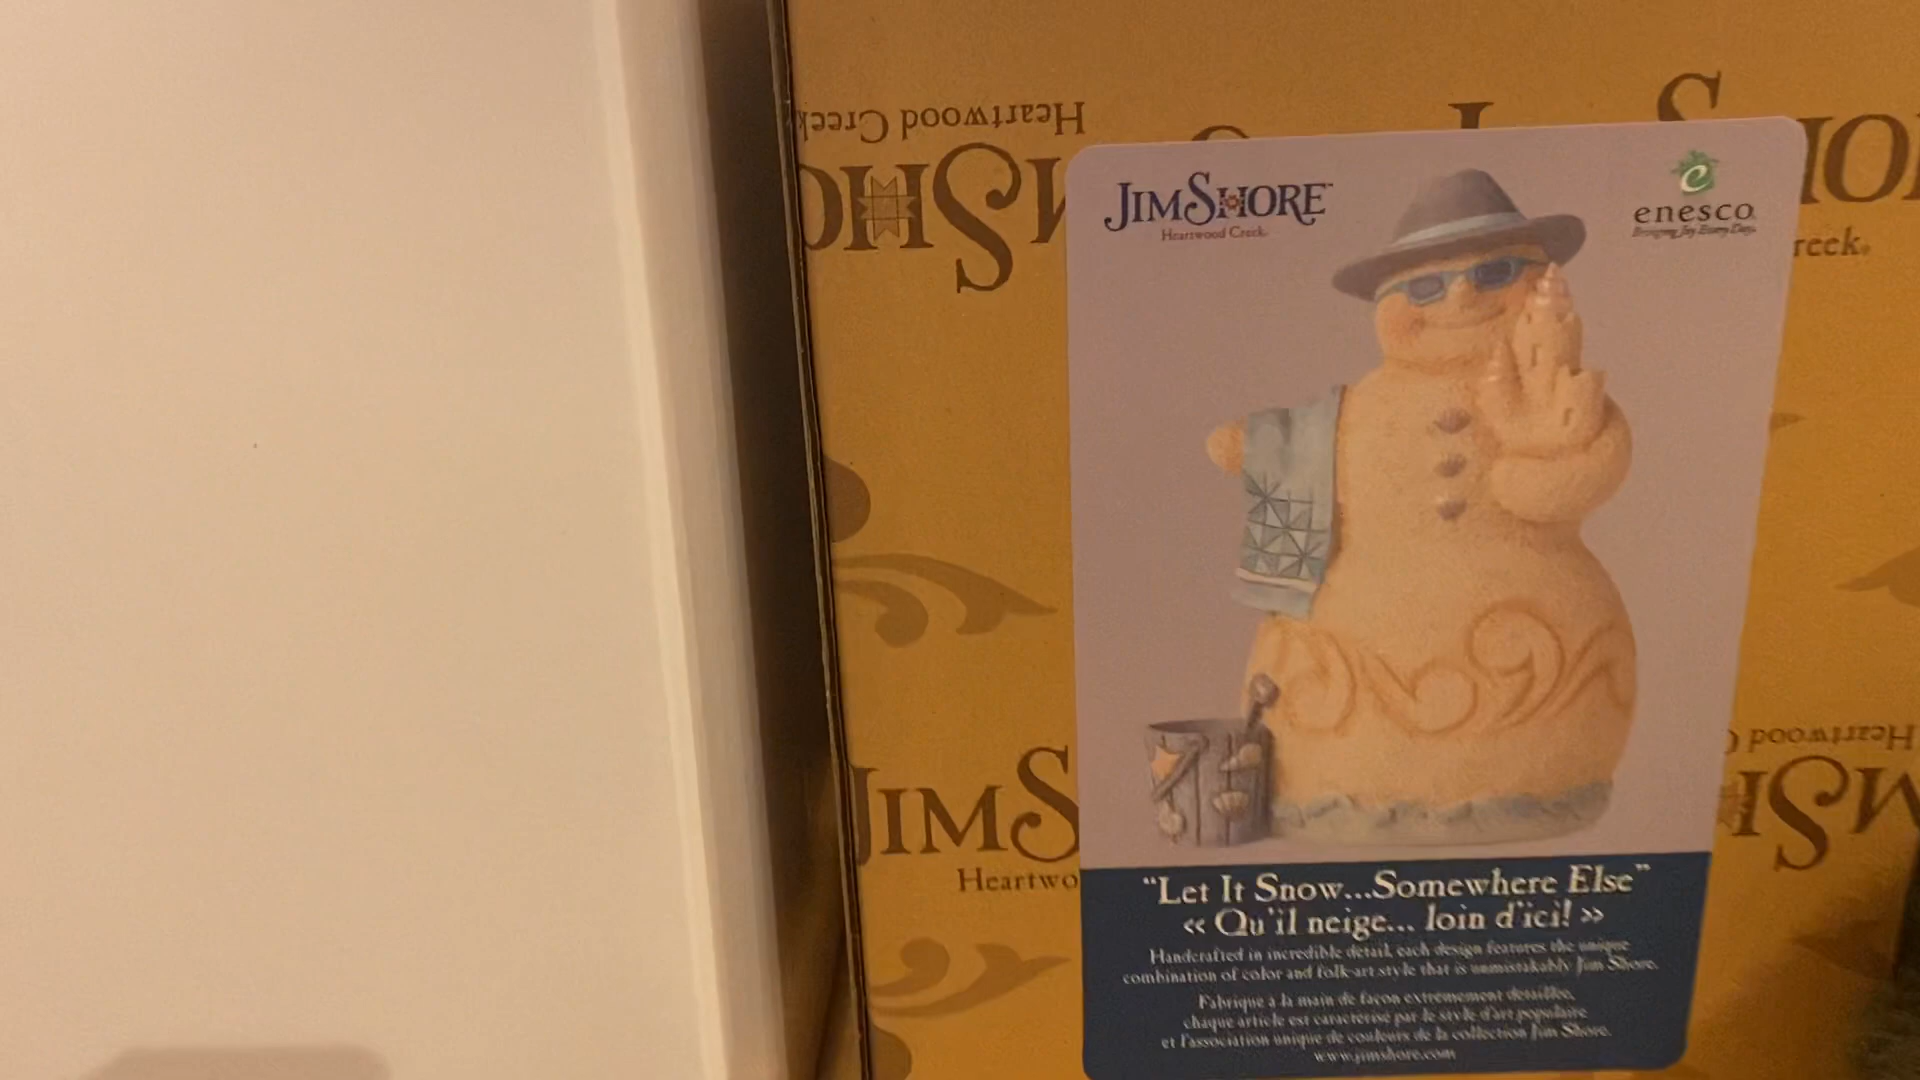 Heartwood Creek
JIM SHORE
Heartwood Creek
enesco
Bringing Joy Every Day
reek
JIMS
Heartwo
Heartwood C
"Let It Snow...Somewhere Else"
« Qu'il neige... loin d'ici! »
Handcrafted in incredible detail, each design features the unique
combination of color and folk-art style that is unmistakably Jim Shore.
Fabriqué à la main de façon extrêmement détaillée,
chaque article est caractérisé par le style d'art populaire
et l'association unique de couleurs de la collection Jim Shore.
www.jimshore.com